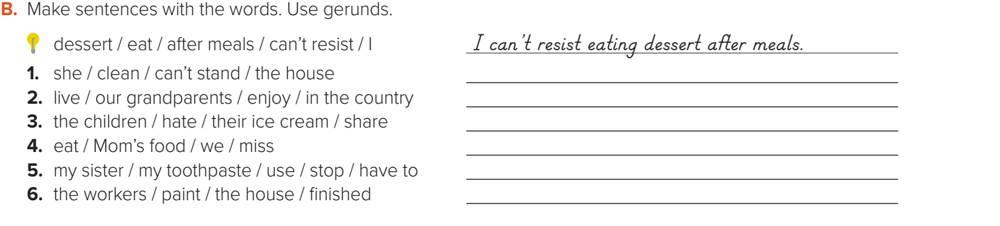 B. Make sentences with the words. Use gerunds.
dessert / eat / after meals / can't resist / I
I can't resist eating dessert after meals.
1. she / clean / can't stand / the house
2. live / our grandparents / enjoy / in the country
3. the children / hate / their ice cream / share
4. eat / Mom's food / we / miss
5. my sister / my toothpaste / use / stop / have to
6. the workers / paint / the house / finished